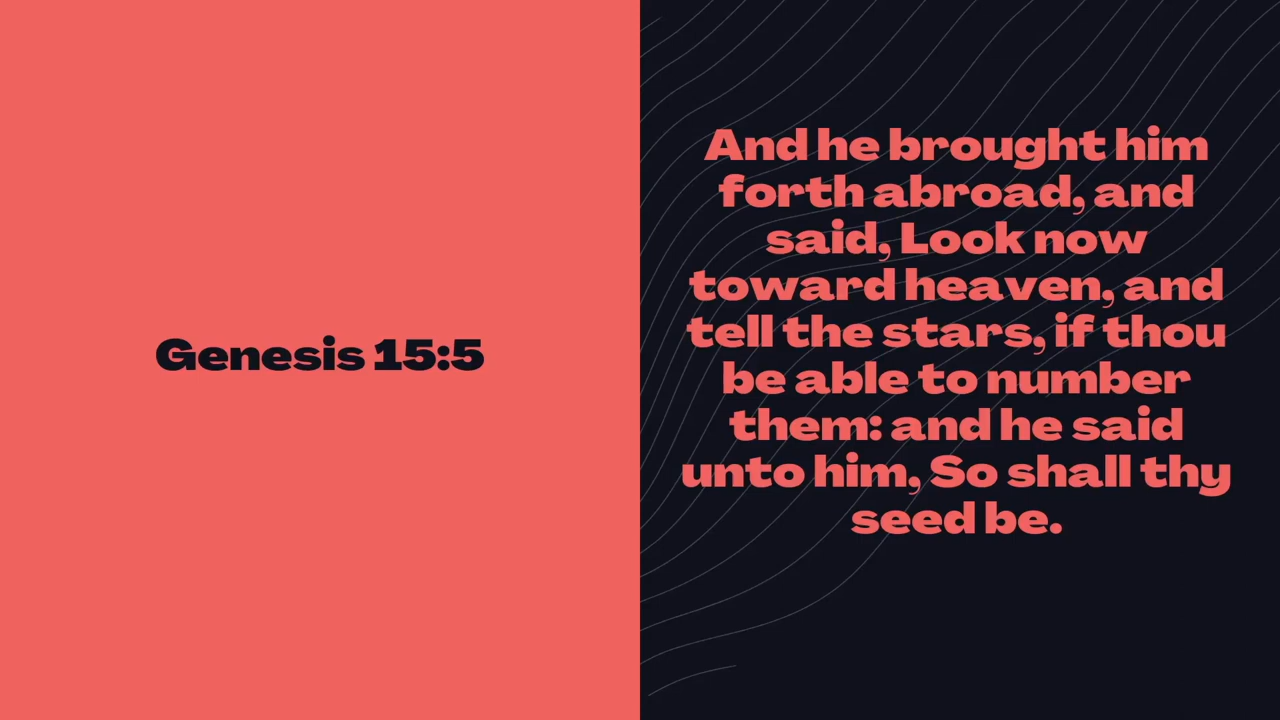 Genesis 15:5
And he brought him
forth abroad, and
said, Look now
toward heaven, and
tell the stars, if thou
be able to number
them: and he said
unto him, So shall thy
seed be.